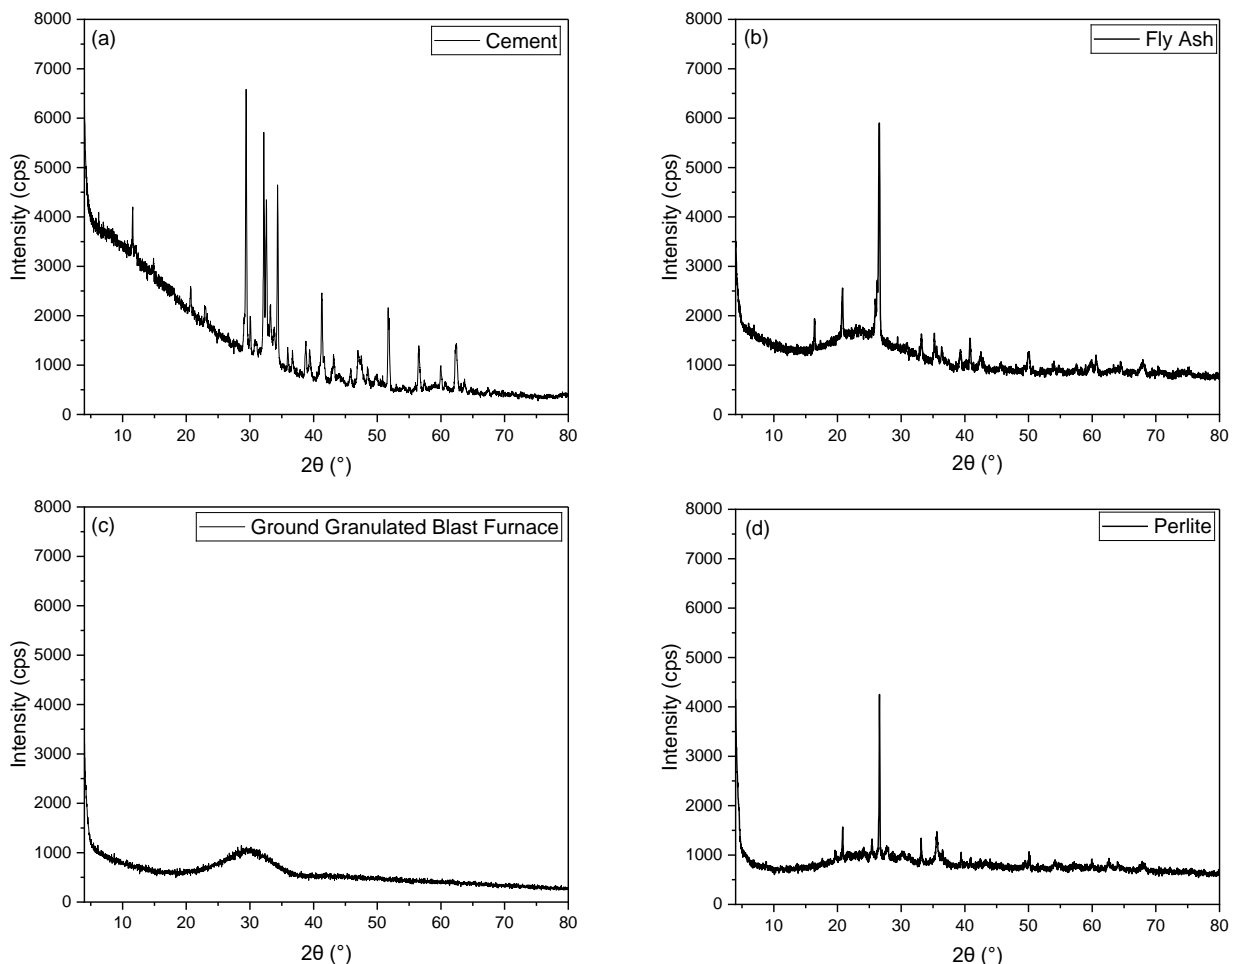 (a)
Cement
8000
7000
6000
5000
4000
3000
2000
1000
0
Intensity (cps)
10 20 30 40 50 60 70 80
2θ (°)
(b)
Fly Ash
8000
7000
6000
5000
4000
3000
2000
1000
0
Intensity (cps)
10 20 30 40 50 60 70 80
2θ (°)
(c)
Ground Granulated Blast Furnace
8000
7000
6000
5000
4000
3000
2000
1000
0
Intensity (cps)
10 20 30 40 50 60 70 80
2θ (°)
(d)
Perlite
8000
7000
6000
5000
4000
3000
2000
1000
0
Intensity (cps)
10 20 30 40 50 60 70 80
2θ (°)